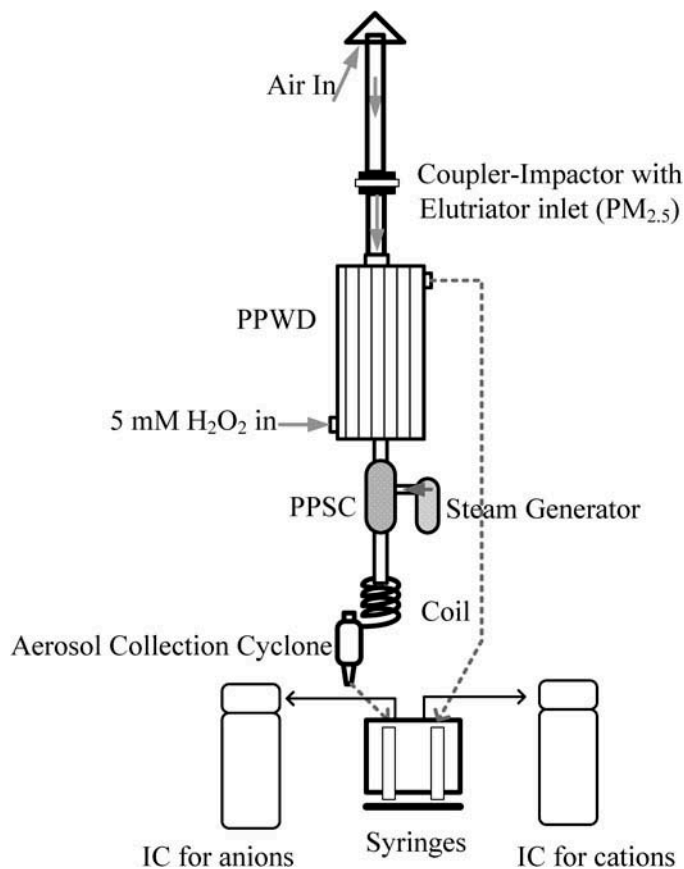 Air In
Coupler-Impactor with
Elutriator inlet (PM₂.₅)
PPWD
5 mM H₂O₂ in
PPSC
Steam Generator
Coil
Aerosol Collection Cyclone
Syringes
IC for anions
IC for cations